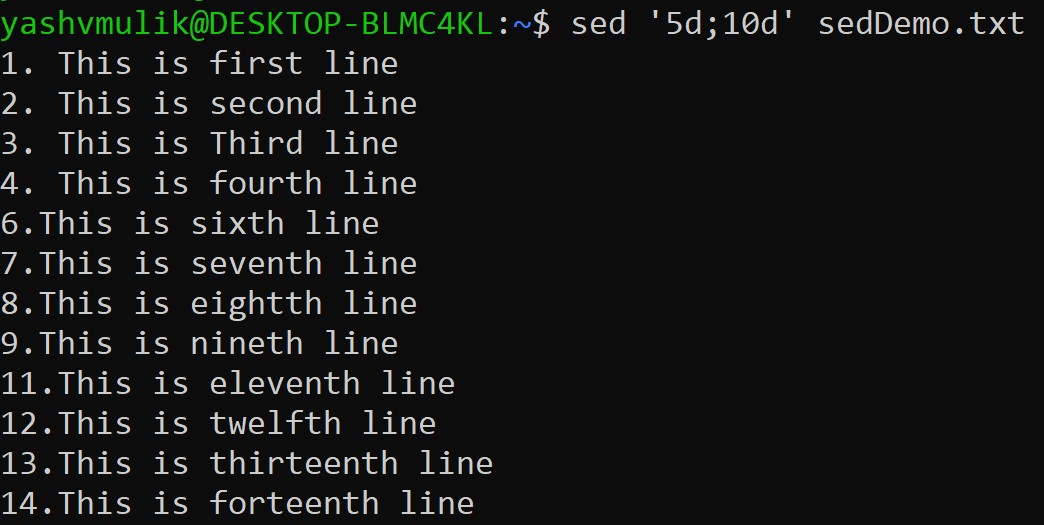 yashvmulik@DESKTOP-BLMC4KL:~$ sed '5d;10d' sedDemo.txt
1. This is first line
2. This is second line
3. This is Third line
4. This is fourth line
6.This is sixth line
7.This is seventh line
8.This is eightth line
9.This is nineth line
11.This is eleventh line
12.This is twelfth line
13.This is thirteenth line
14.This is forteenth line